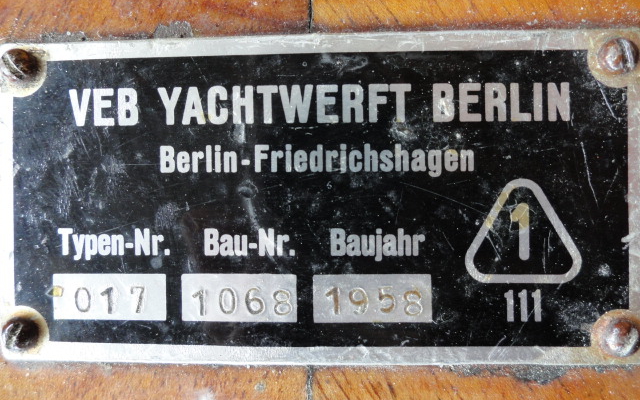 VEB YACHTWERFT BERLIN
Berlin-Friedrichshagen
Typen-Nr. Bau-Nr. Baujahr
017 1068 1958
1
111